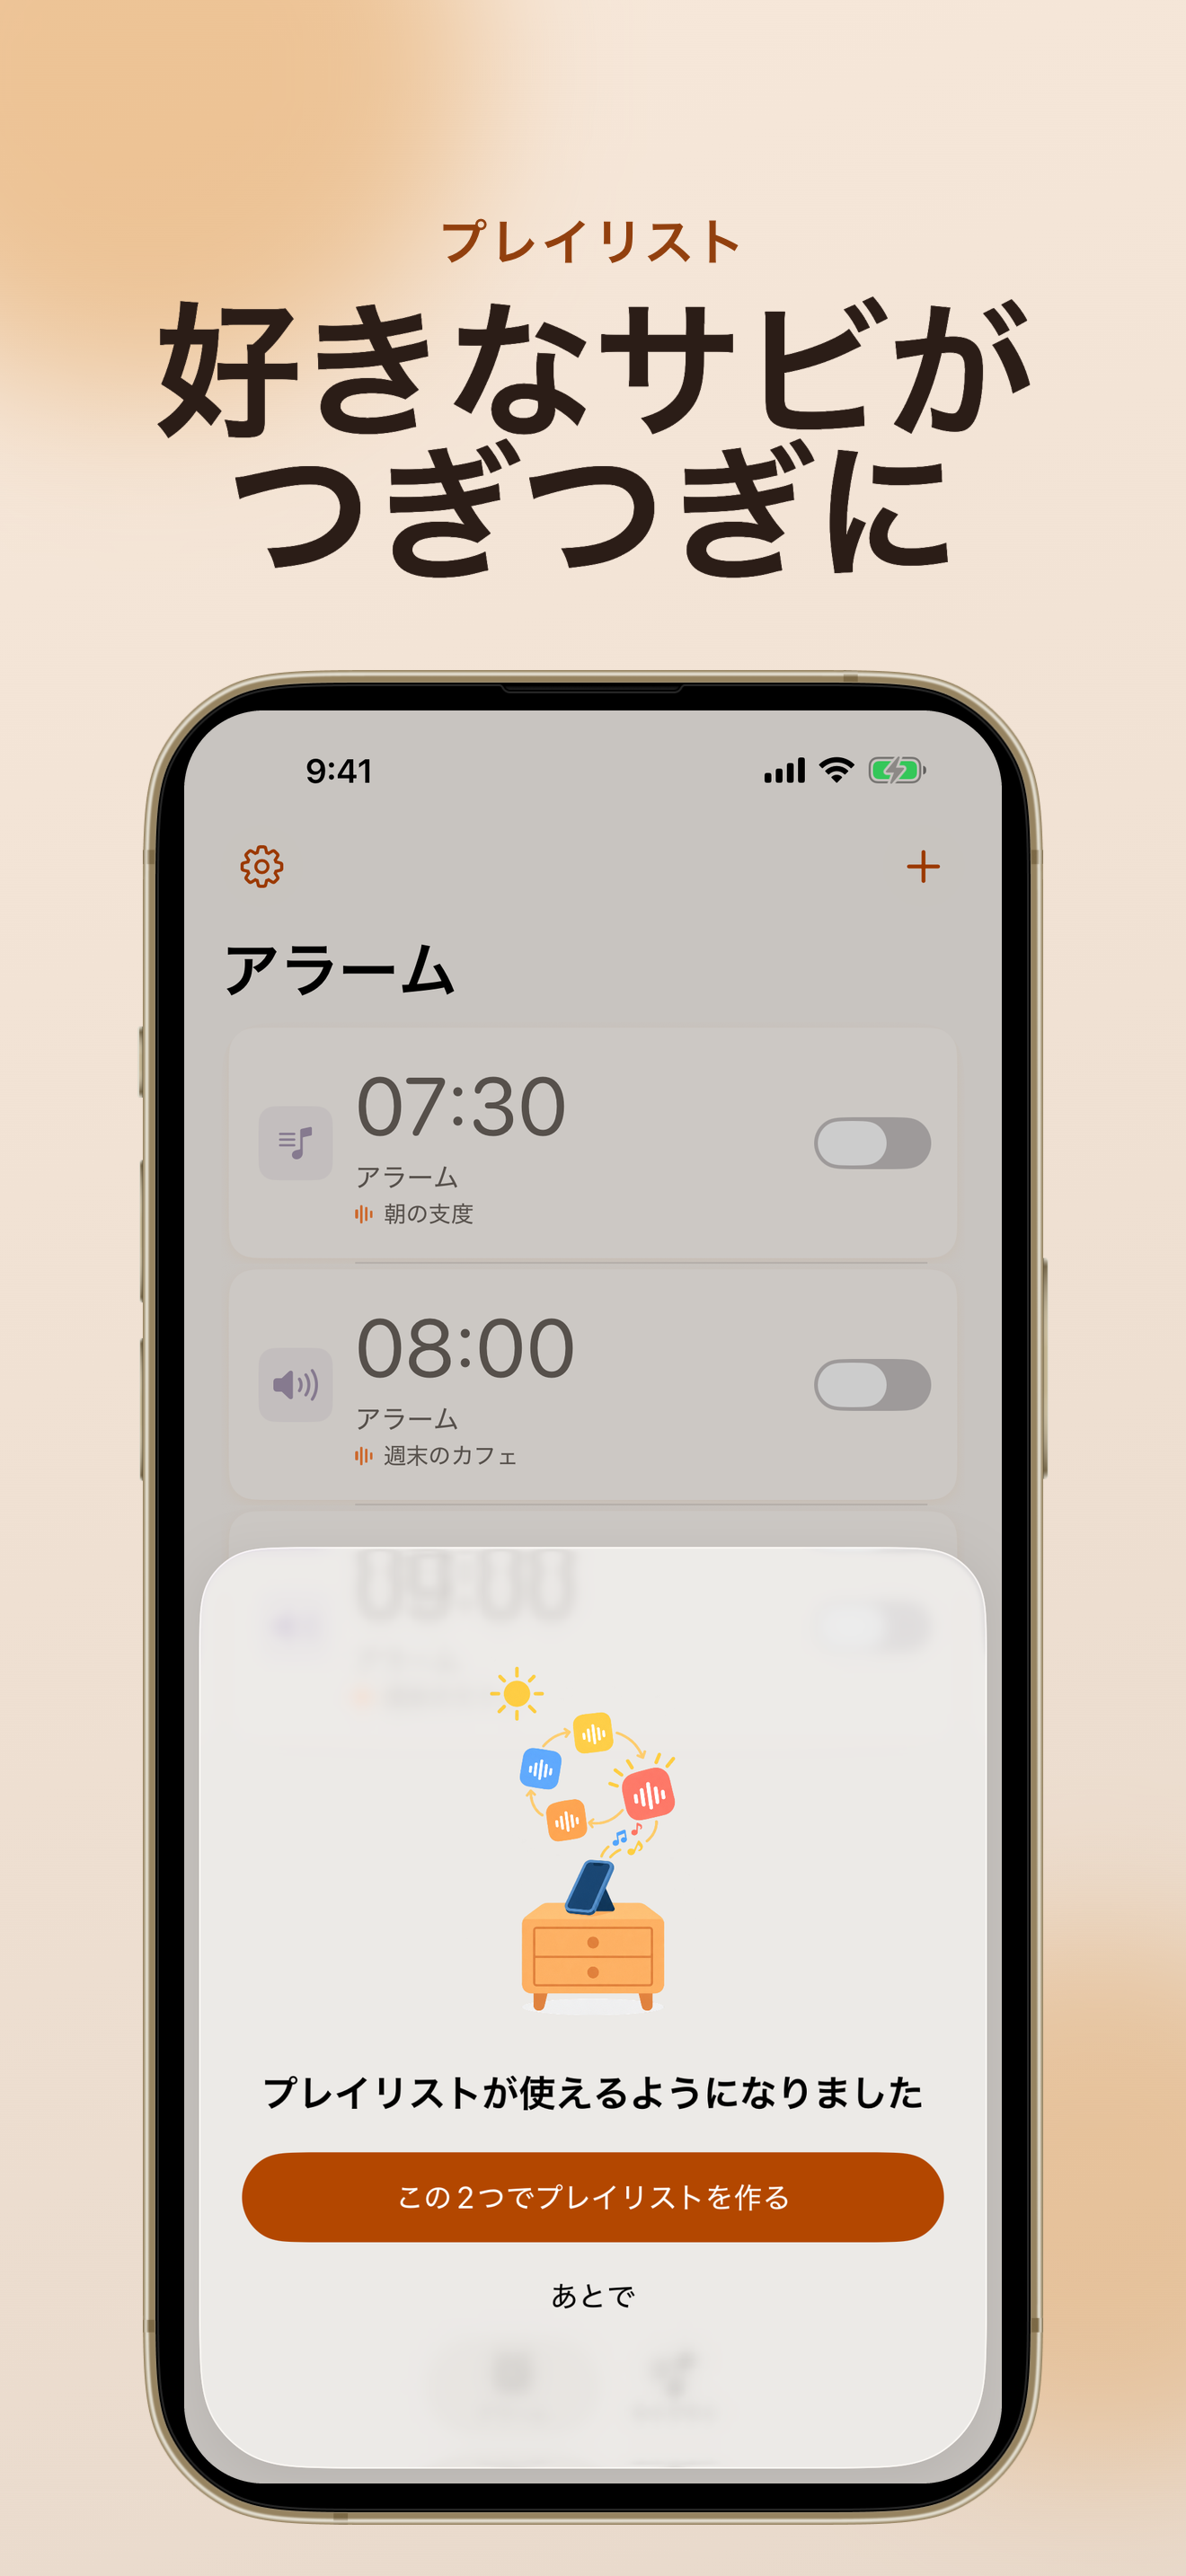 プレイリスト
好きなサビが
つぎつぎに
9:41
アラーム
07:30
アラーム
朝の支度
08:00
アラーム
週末のカフェ
09:00
プレイリストが使えるようになりました
この2つでプレイリストを作る
あとで